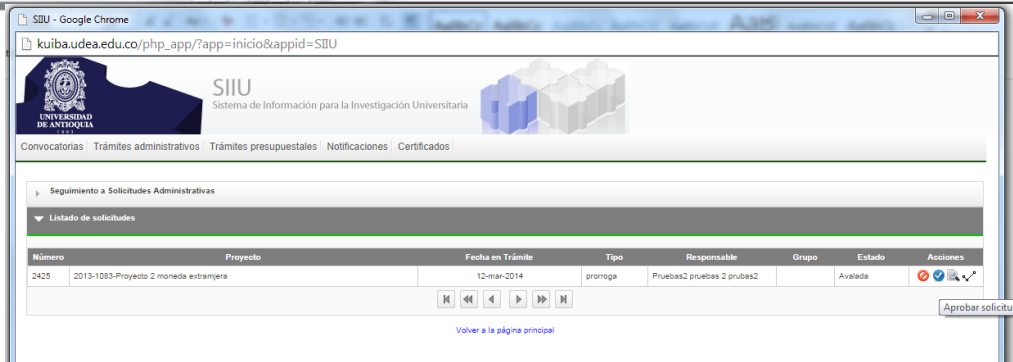 SIIU - Google Chrome
kuiba.udea.edu.co/php_app/?app=inicio&appid=SIIU
SIIU
Sistema de Información para la Investigación Universitaria
UNIVERSIDAD
DE ANTIOQUIA
1803
Convocatorias Trámites administrativos Trámites presupuestales Notificaciones Certificados
Seguimiento a Solicitudes Administrativas
Listado de solicitudes
Número Proyecto Fecha en Trámite Tipo Responsable Grupo Estado Acciones
2425 2013-1083-Proyecto 2 moneda extramjera 12-mar-2014 prorroga Pruebas2 pruebas 2 prubas2 Avalada
Aprobar solicitu
Volver a la página principal